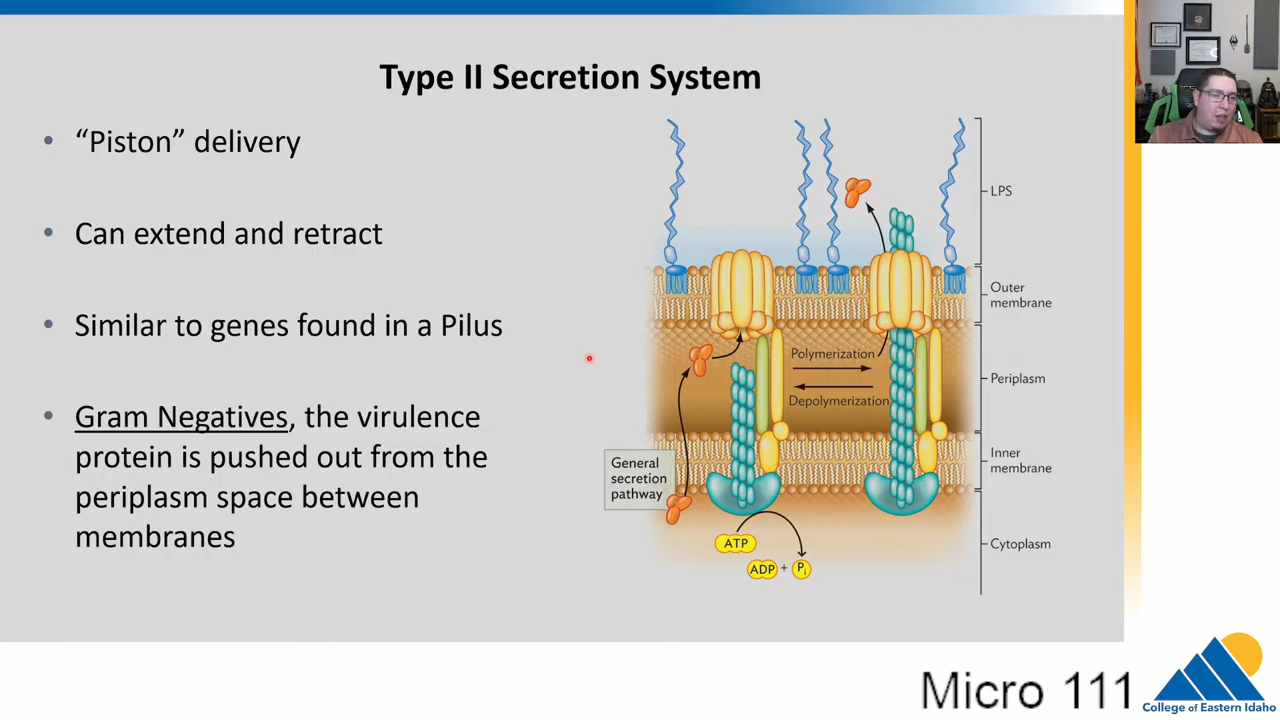 Type II Secretion System
• “Piston” delivery
• Can extend and retract
• Similar to genes found in a Pilus
• Gram Negatives, the virulence
protein is pushed out from the
periplasm space between
membranes
LPS
Outer
membrane
Polymerization
Periplasm
Depolymerization
Inner
membrane
General
secretion
pathway
Cytoplasm
ATP
ADP + Pi
Micro 111
College of Eastern Idaho